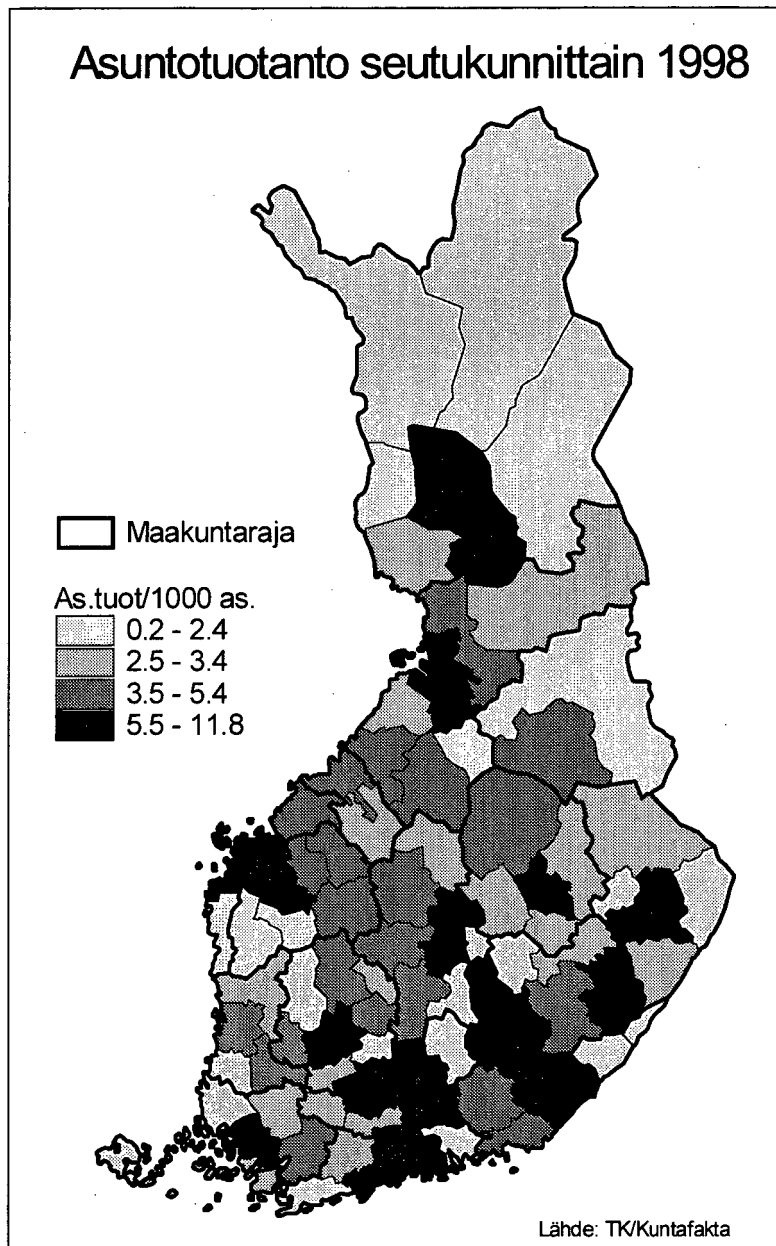 Asuntotuotanto seutukunnittain 1998
Maakuntaraja
As.tuot/1000 as.
0.2 - 2.4
2.5 - 3.4
3.5 - 5.4
5.5 - 11.8
Lähde: TK/Kuntafakta